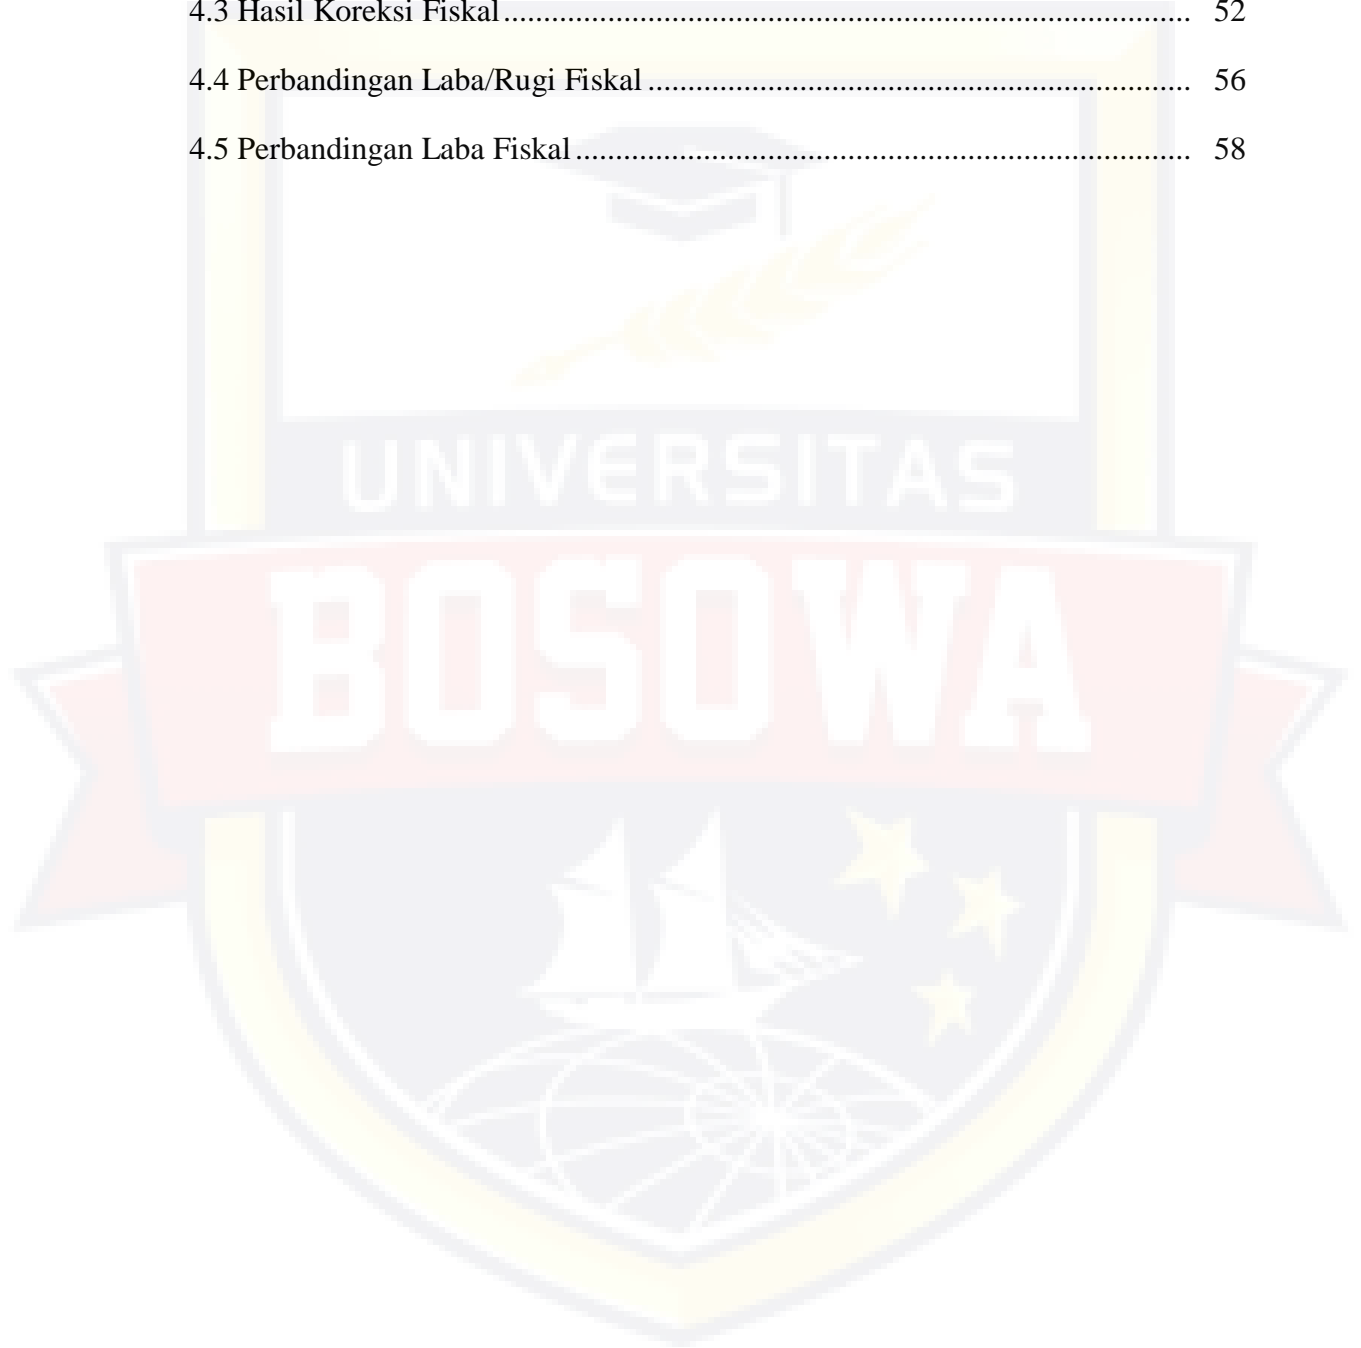 4.3 Hasil Koreksi Fiskal........................................................................................ 52
4.4 Perbandingan Laba/Rugi Fiskal..................................................................... 56
4.5 Perbandingan Laba Fiskal.............................................................................. 58
UNIVERSITAS
BOSOWA